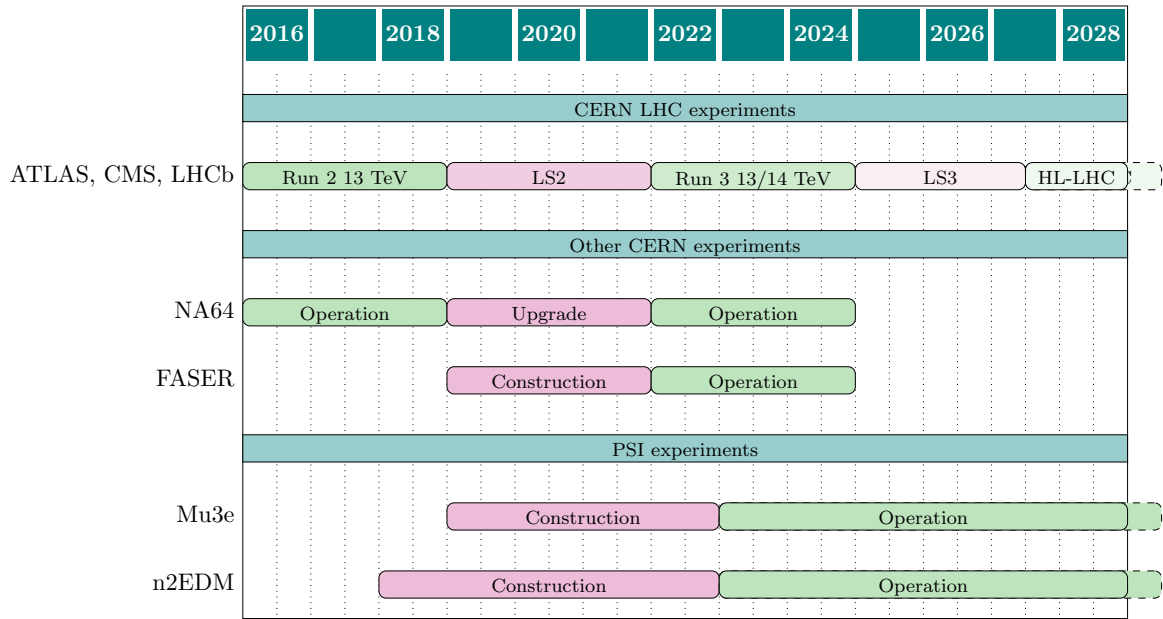 2016 2018 2020 2022 2024 2026 2028
CERN LHC experiments
ATLAS, CMS, LHCb Run 2 13 TeV LS2 Run 3 13/14 TeV LS3 HL-LHC
Other CERN experiments
NA64 Operation Upgrade Operation
FASER Construction Operation
PSI experiments
Mu3e Construction Operation
n2EDM Construction Operation